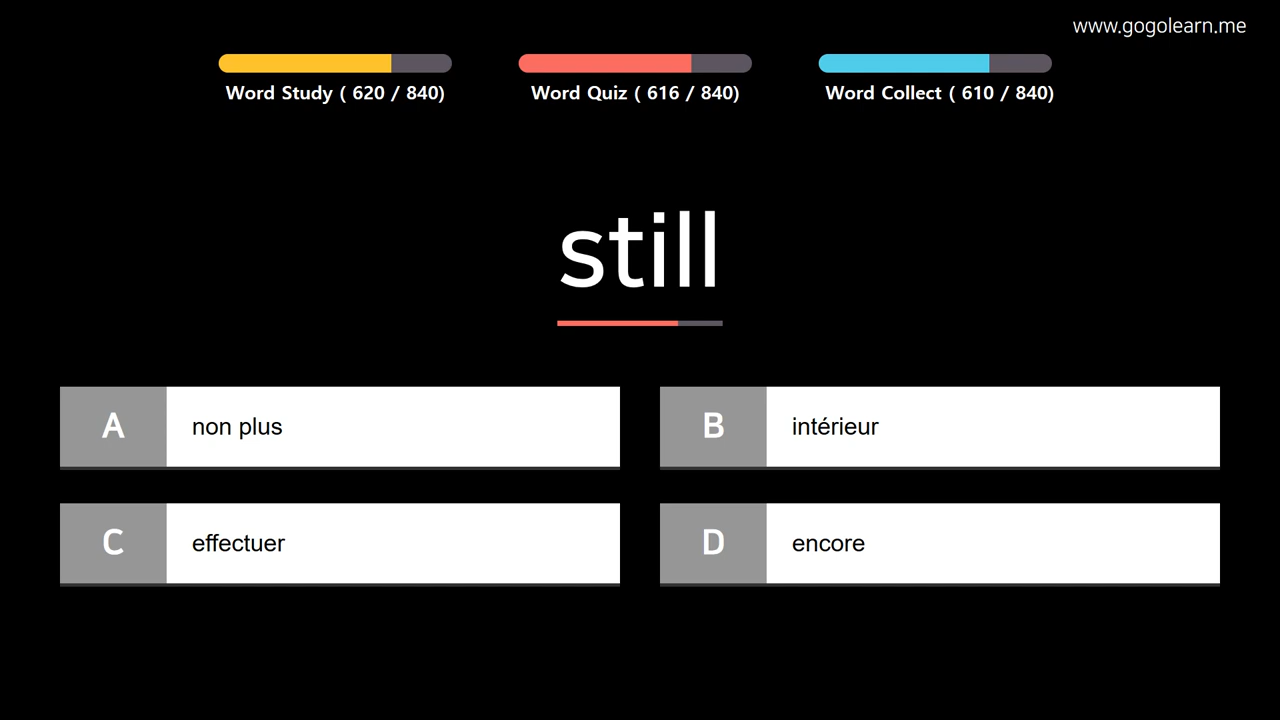 www.gogolearn.me
Word Study ( 620 / 840)
Word Quiz ( 616 / 840)
Word Collect ( 610 / 840)
still
A non plus
B intérieur
C effectuer
D encore